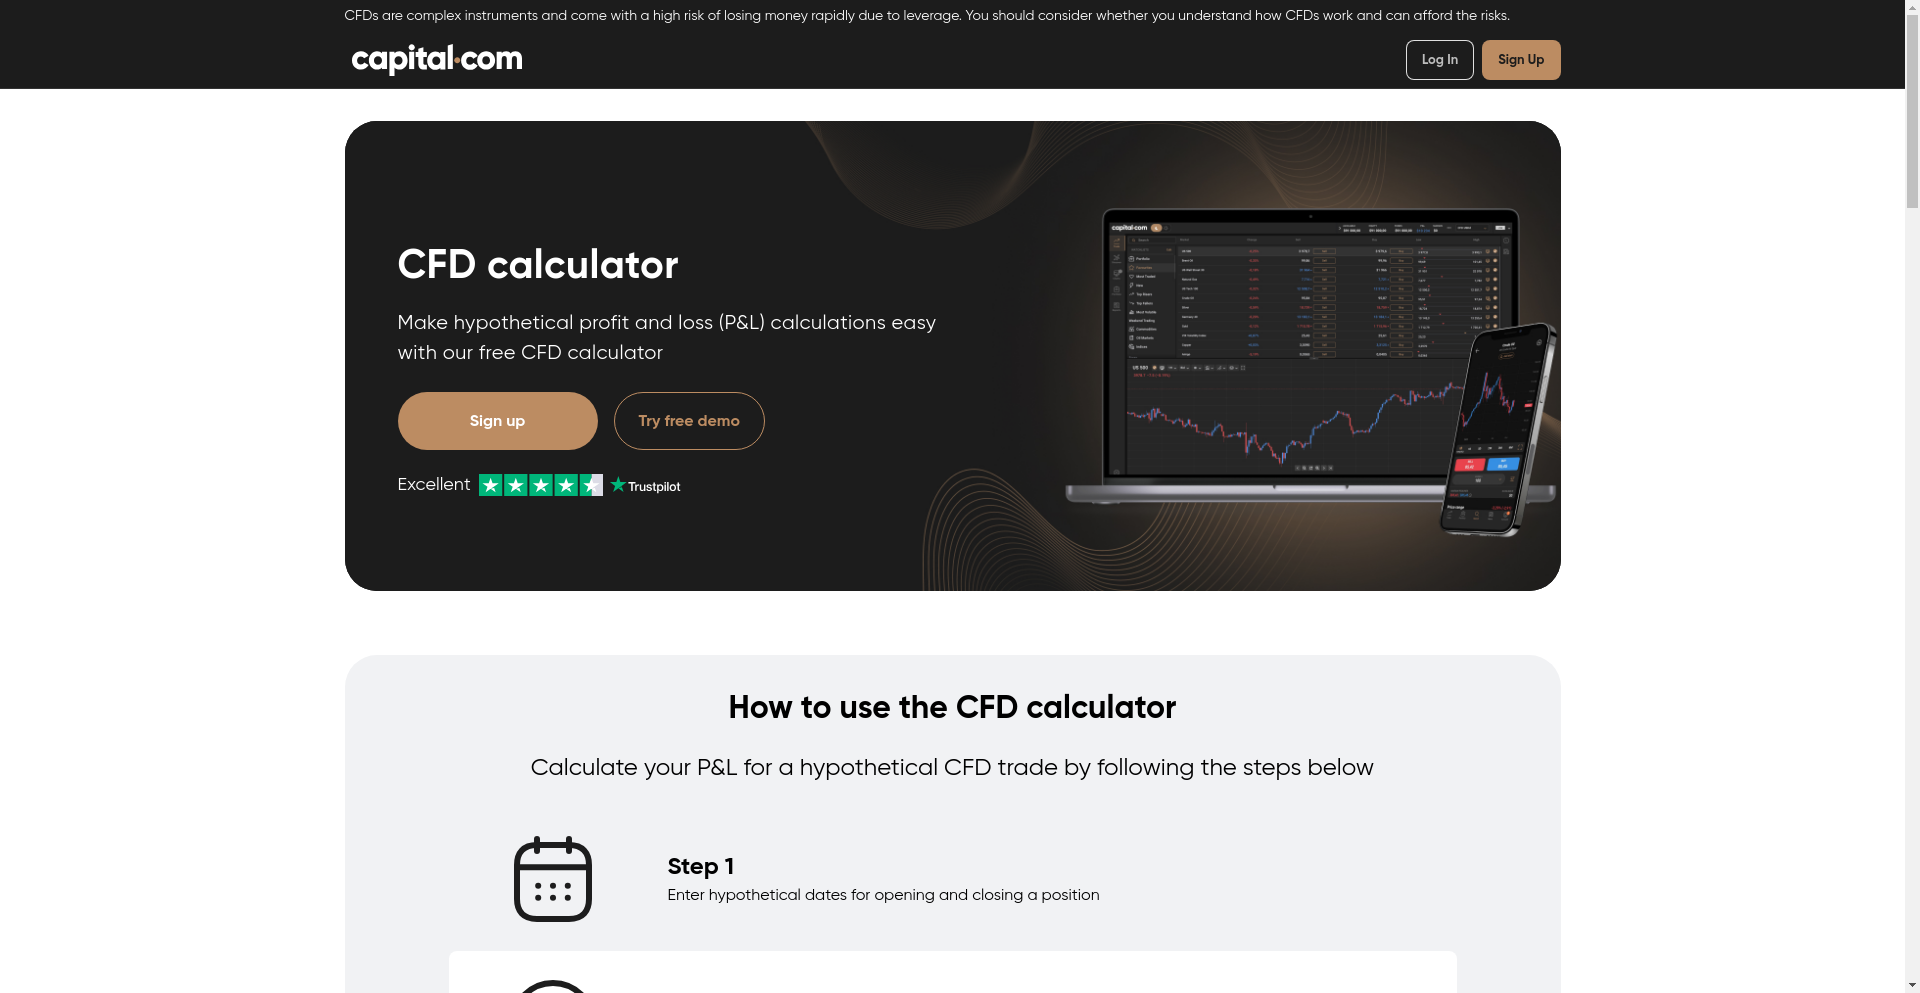 CFDs are complex instruments and come with a high risk of losing money rapidly due to leverage. You should consider whether you understand how CFDs work and can afford the risks.
capital.com
Log In
Sign Up
CFD calculator
Make hypothetical profit and loss (P&L) calculations easy
with our free CFD calculator
Sign up
Try free demo
Excellent
Trustpilot
capital.com
US 500
How to use the CFD calculator
Calculate your P&L for a hypothetical CFD trade by following the steps below
Step 1
Enter hypothetical dates for opening and closing a position